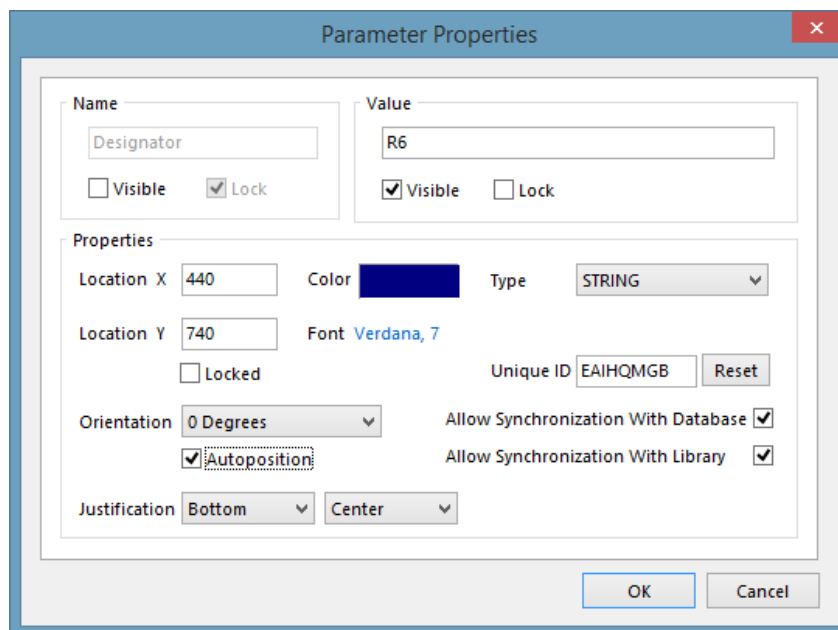 Parameter Properties
Name
Value
Designator
R6
Visible
Lock
Visible
Lock
Properties
Location X 440
Color
Type STRING
Location Y 740
Font Verdana, 7
Locked
Unique ID EAIHQMGB Reset
Orientation 0 Degrees
Allow Synchronization With Database
Autoposition
Allow Synchronization With Library
Justification Bottom Center
OK
Cancel